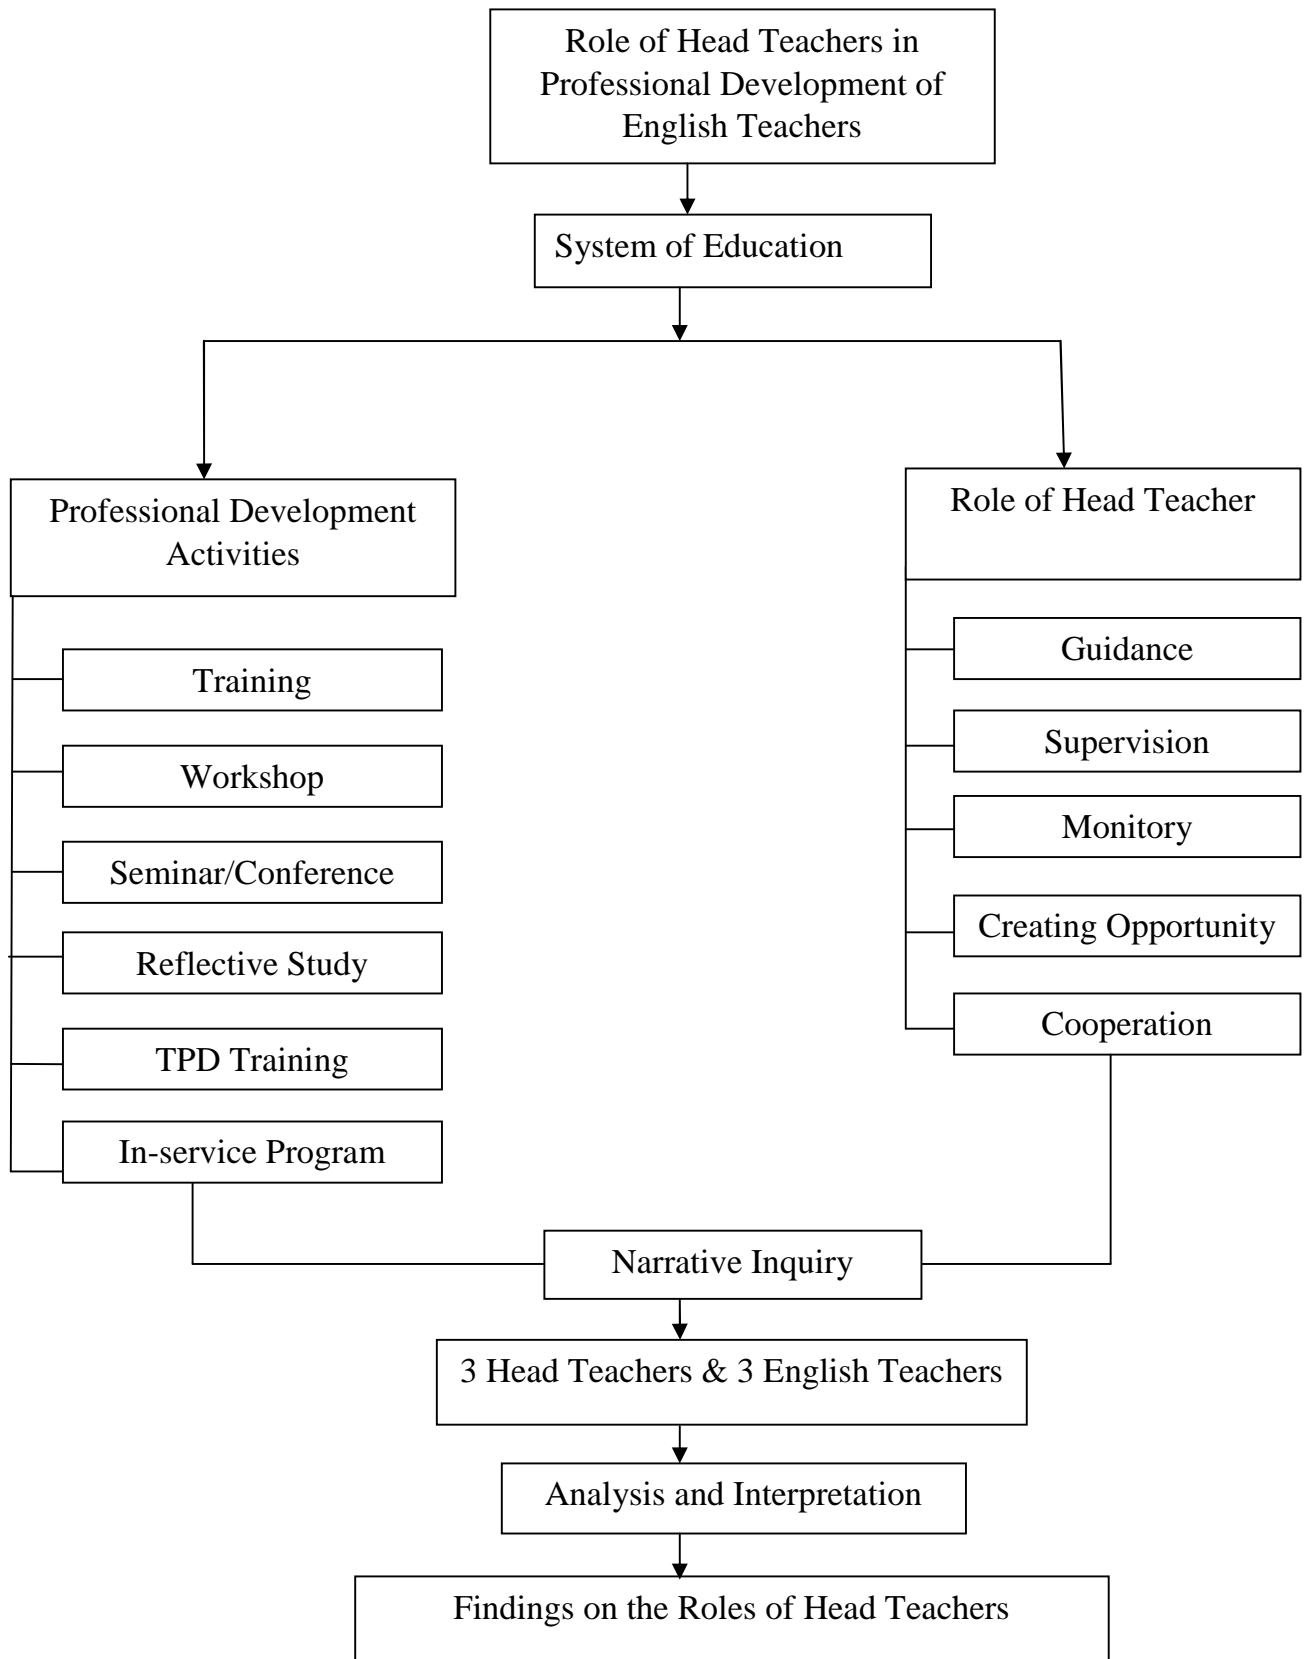 Role of Head Teachers in
Professional Development of
English Teachers
System of Education
Professional Development
Activities
Training
Workshop
Seminar/Conference
Reflective Study
TPD Training
In-service Program
Role of Head Teacher
Guidance
Supervision
Monitory
Creating Opportunity
Cooperation
Narrative Inquiry
3 Head Teachers & 3 English Teachers
Analysis and Interpretation
Findings on the Roles of Head Teachers